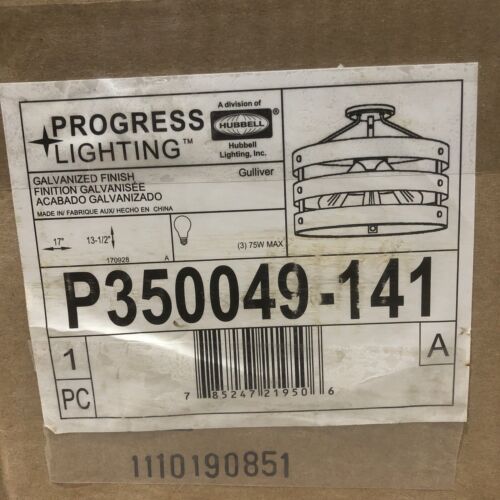 PROGRESS
LIGHTING™
A division of
HUBBELL®
Hubbell
Lighting, Inc.
GALVANIZED FINISH
FINITION GALVANISÉE
ACABADO GALVANIZADO
Gulliver
MADE IN/ FABRIQUE AUX/ HECHO EN CHINA
17" 13-1/2"
170928 A
(3) 75W MAX
P350049-141
1
PC
A
7 85247 21950 6
1110190851